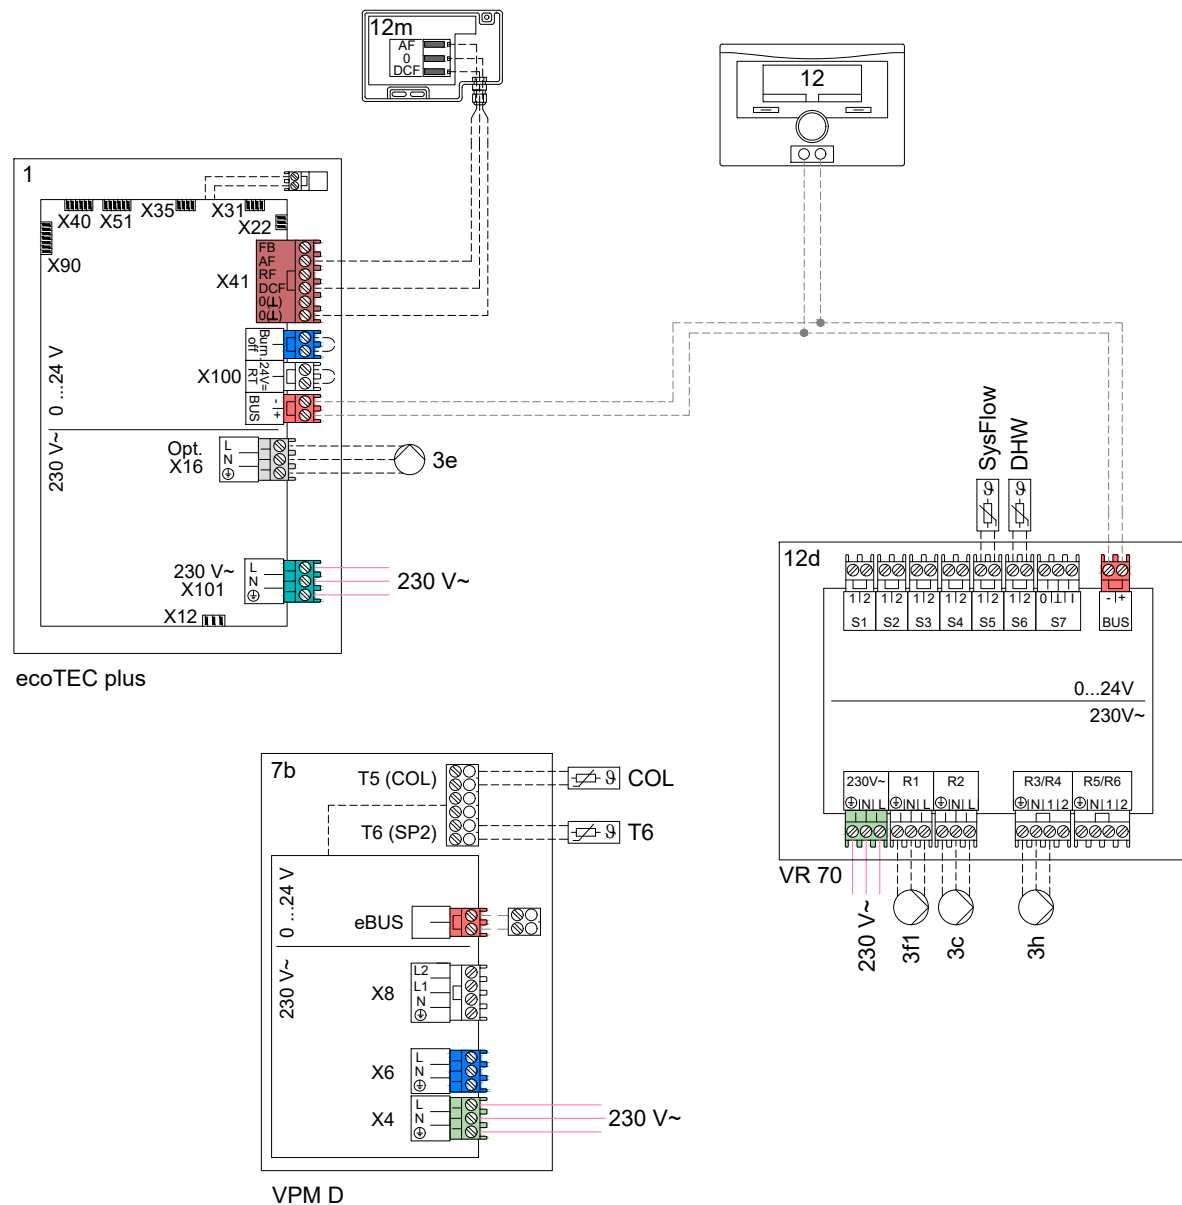 12m
AF
0
DCF
12
1
X40
X51
X35
X31
X22
X90
X41
FB
AF
RF
DCF
0(⊥)
0(⊥)
0 ...24 V
Burn. off
X100
24V= RT
BUS
- +
230 V~
Opt.
X16
L
N
3e
230 V~
X101
L
N
230 V~
X12
ecoTEC plus
SysFlow
DHW
ϑ
ϑ
12d
1|2
1|2
1|2
1|2
1|2
1|2
0|⊥|I
- +
S1
S2
S3
S4
S5
S6
S7
BUS
0...24V
230V~
230V~
R1
R2
R3/R4
R5/R6
|N| L
|N| L
|N| L
|N|1|2
|N|1|2
VR 70
230 V~
3f1
3c
3h
7b
T5 (COL)
ϑ
COL
T6 (SP2)
ϑ
T6
0 ...24 V
eBUS
230 V~
X8
L2
L1
N
X6
L
N
X4
L
N
230 V~
VPM D